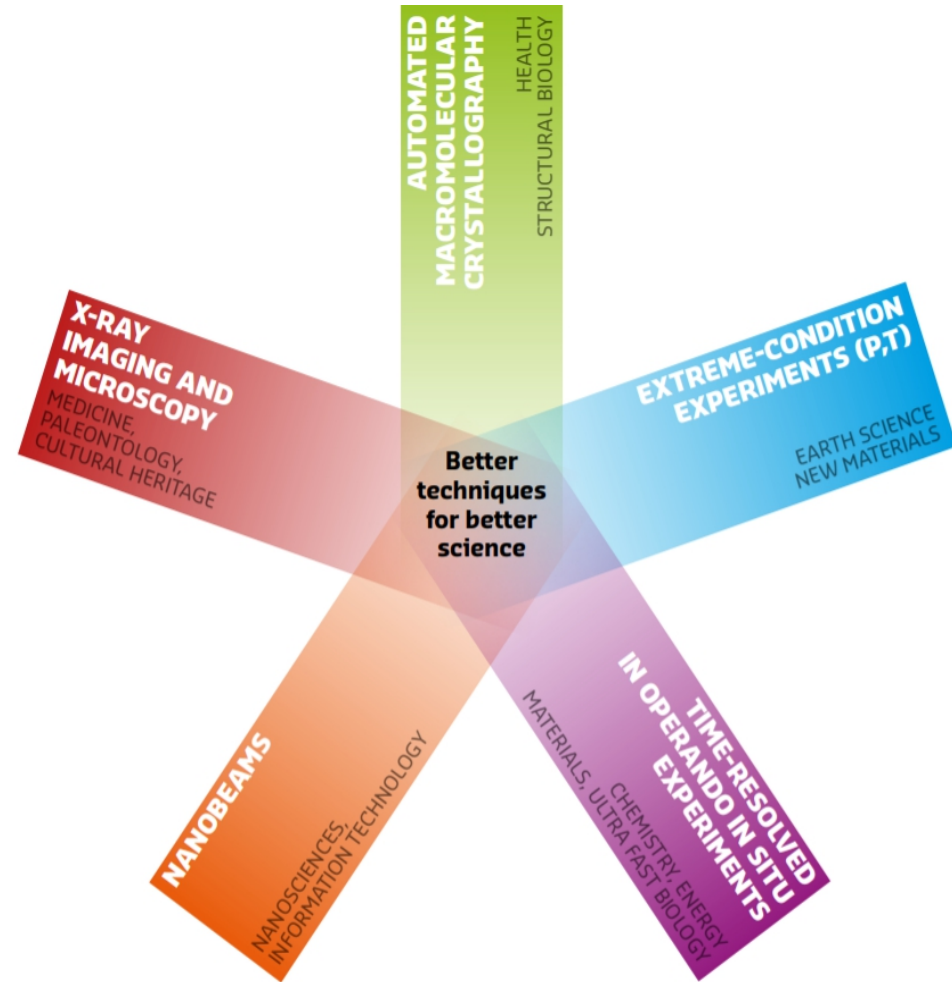 AUTOMATED
MACROMOLECULAR
CRYSTALLOGRAPHY
HEALTH
STRUCTURAL BIOLOGY
X-RAY
IMAGING AND
MICROSCOPY
MEDICINE,
PALEONTOLOGY,
CULTURAL HERITAGE
EXTREME-CONDITION
EXPERIMENTS (P,T)
EARTH SCIENCE
NEW MATERIALS
Better
techniques
for better
science
NANOBEAMS
NANOSCIENCES,
INFORMATION TECHNOLOGY
TIME-RESOLVED
IN OPERANDO IN SITU
EXPERIMENTS
CHEMISTRY, ENERGY
MATERIALS, ULTRA FAST BIOLOGY